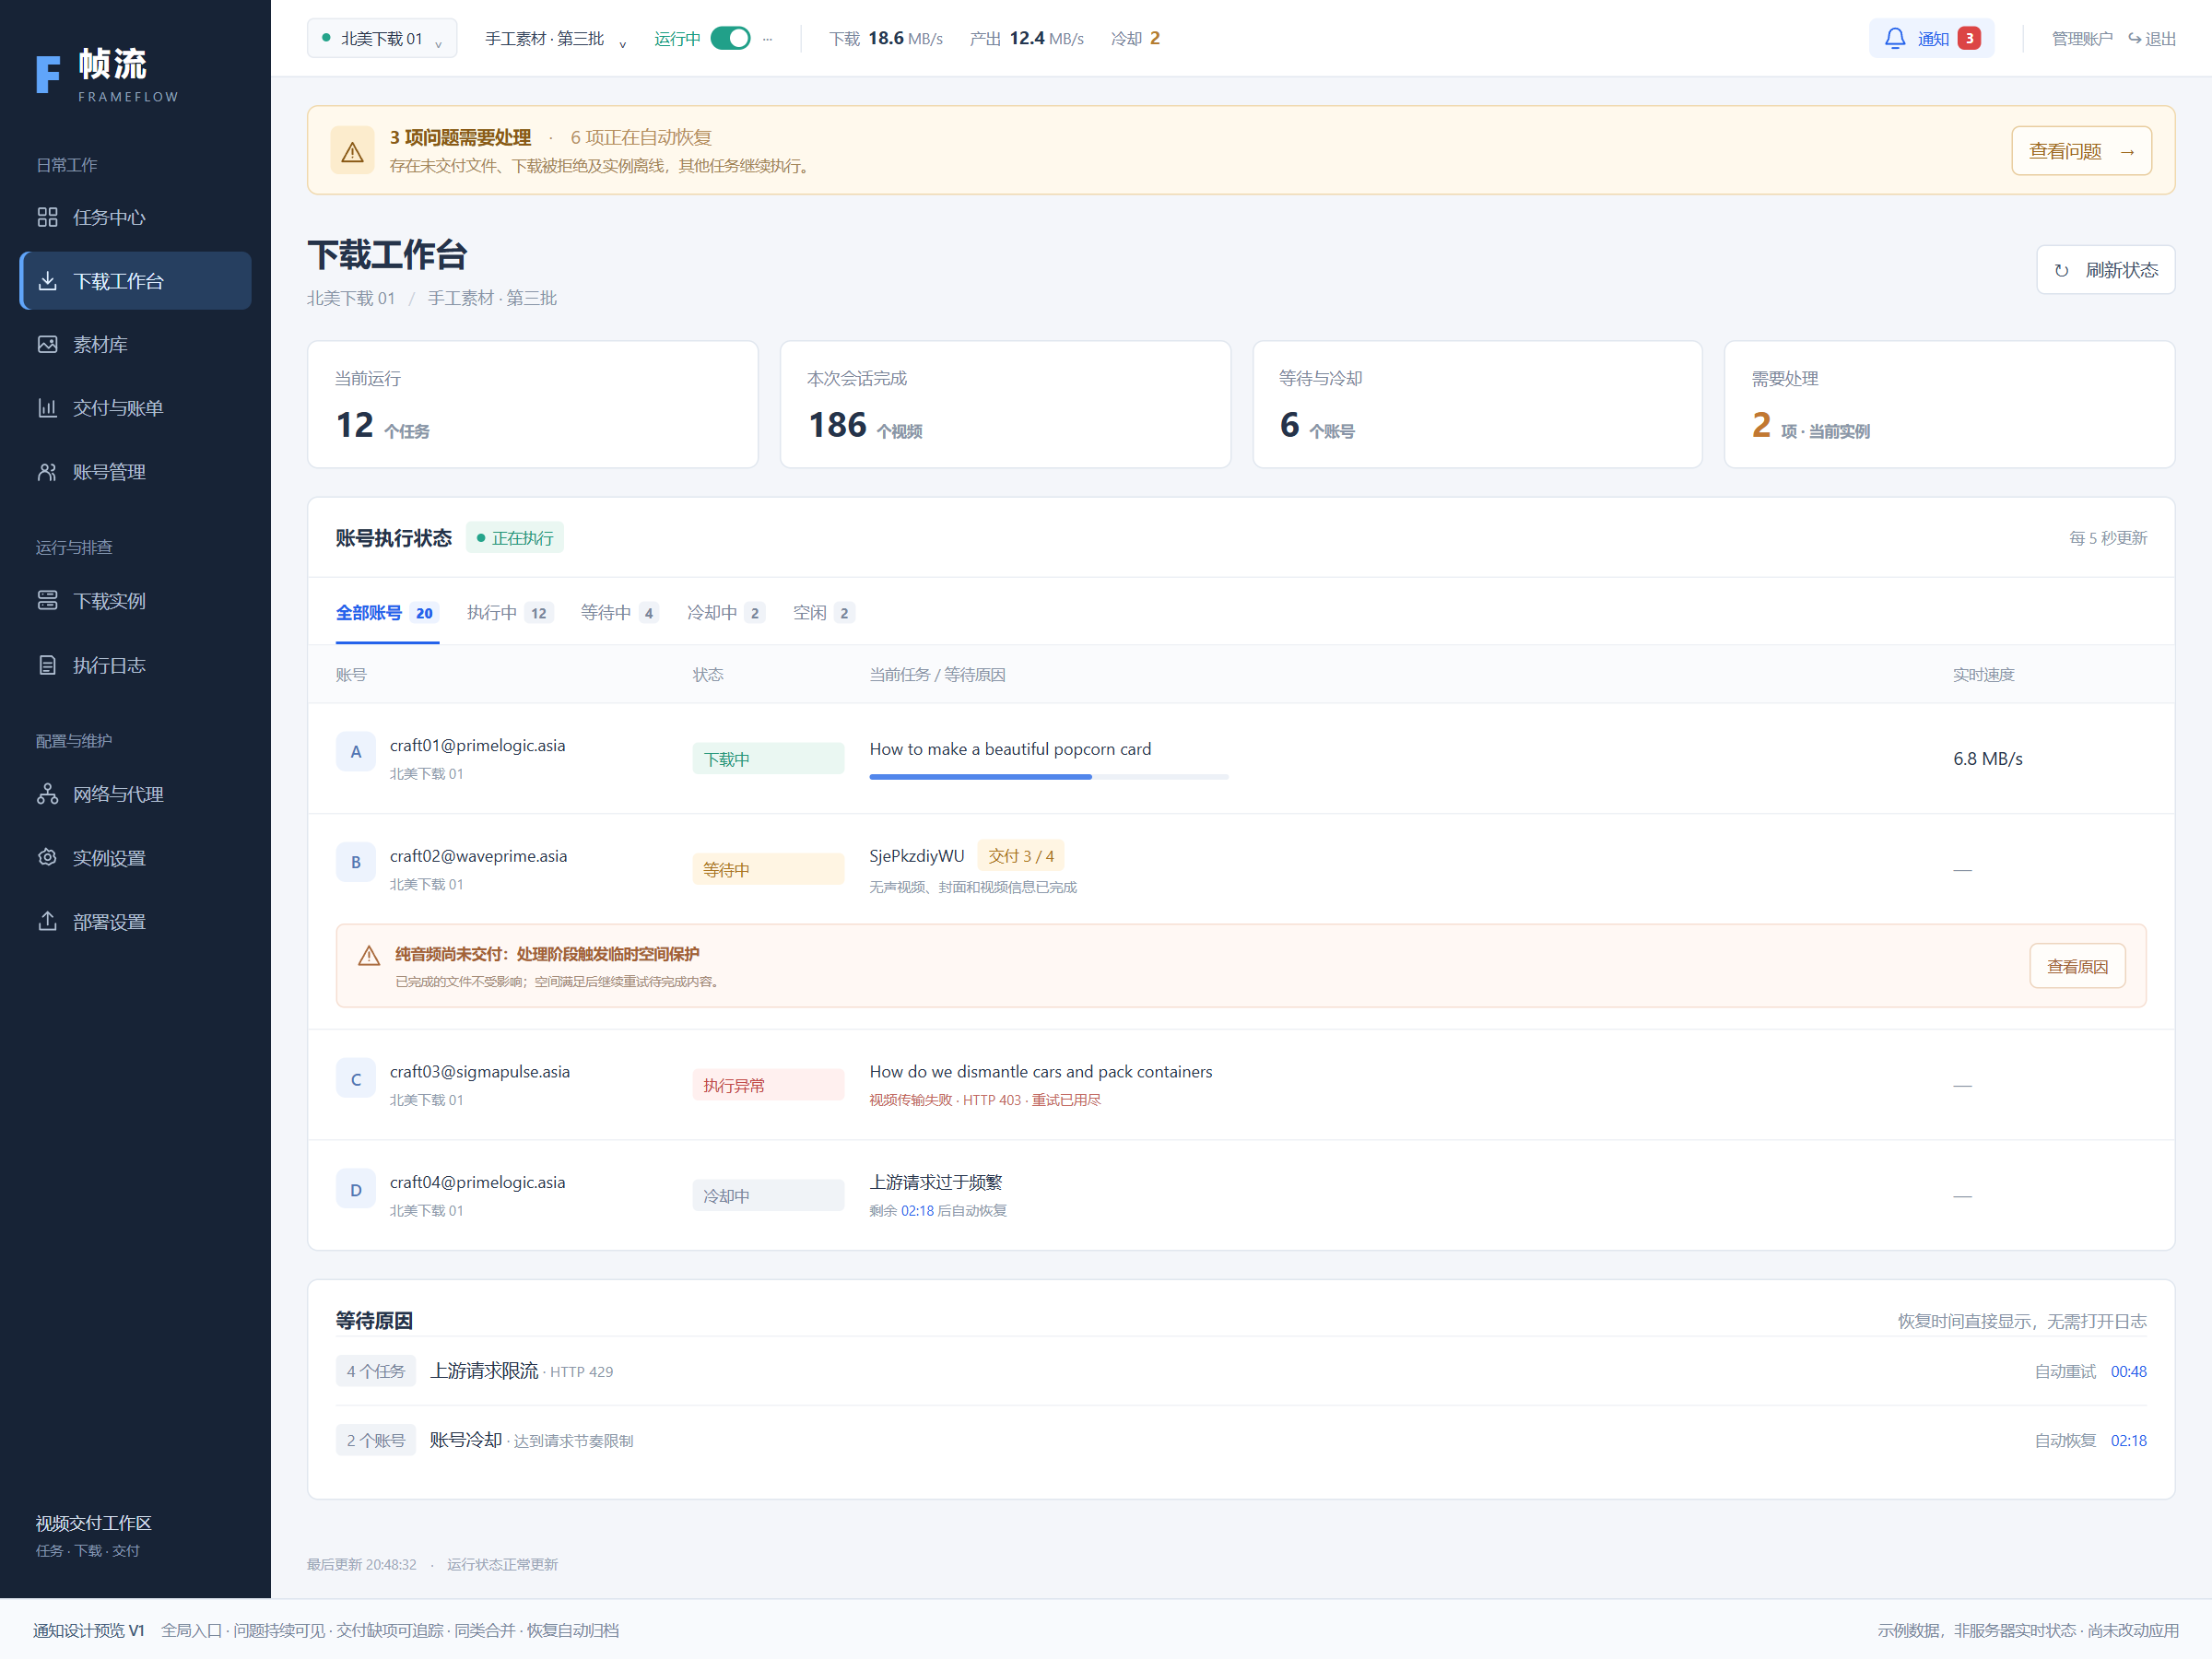 F 帧流
FRAMEFLOW
日常工作
任务中心
下载工作台
素材库
交付与账单
账号管理
运行与排查
下载实例
执行日志
配置与维护
网络与代理
实例设置
部署设置
视频交付工作区
任务 · 下载 · 交付
北美下载 01
手工素材 · 第三批
运行中
···
下载 18.6 MB/s
产出 12.4 MB/s
冷却 2
通知 3
管理账户
退出
3 项问题需要处理 · 6 项正在自动恢复
存在未交付文件、下载被拒绝及实例离线，其他任务继续执行。
查看问题 →
下载工作台
北美下载 01 / 手工素材 · 第三批
↻ 刷新状态
当前运行
12 个任务
本次会话完成
186 个视频
等待与冷却
6 个账号
需要处理
2 项 · 当前实例
账号执行状态
正在执行
每 5 秒更新
全部账号 20
执行中 12
等待中 4
冷却中 2
空闲 2
账号
状态
当前任务 / 等待原因
实时速度
A
craft01@primelogic.asia
北美下载 01
下载中
How to make a beautiful popcorn card
6.8 MB/s
B
craft02@waveprime.asia
北美下载 01
等待中
SjePkzdiyWU 交付 3 / 4
无声视频、封面和视频信息已完成
—
纯音频尚未交付：处理阶段触发临时空间保护
已完成的文件不受影响；空间满足后继续重试待完成内容。
查看原因
C
craft03@sigmapulse.asia
北美下载 01
执行异常
How do we dismantle cars and pack containers
视频传输失败 · HTTP 403 · 重试已用尽
—
D
craft04@primelogic.asia
北美下载 01
冷却中
上游请求过于频繁
剩余 02:18 后自动恢复
—
等待原因
恢复时间直接显示，无需打开日志
4 个任务 上游请求限流 · HTTP 429
自动重试 00:48
2 个账号 账号冷却 · 达到请求节奏限制
自动恢复 02:18
最后更新 20:48:32 · 运行状态正常更新
通知设计预览 V1 全局入口 · 问题持续可见 · 交付缺项可追踪 · 同类合并 · 恢复自动归档
示例数据，非服务器实时状态 · 尚未改动应用